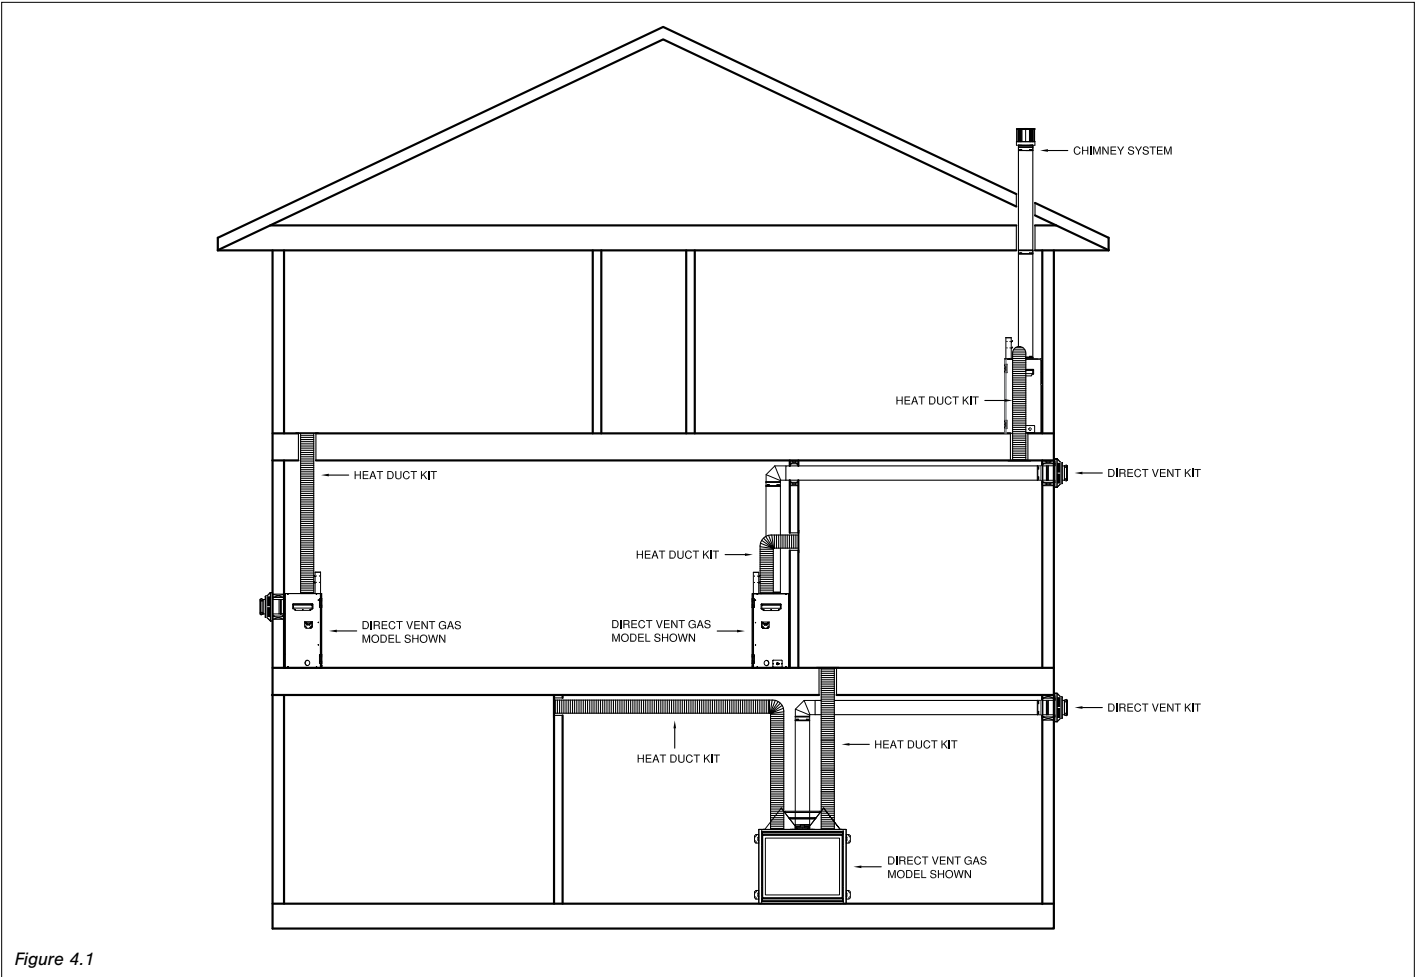 CHIMNEY SYSTEM
HEAT DUCT KIT
HEAT DUCT KIT
DIRECT VENT KIT
HEAT DUCT KIT
DIRECT VENT GAS
MODEL SHOWN
DIRECT VENT GAS
MODEL SHOWN
DIRECT VENT KIT
HEAT DUCT KIT
HEAT DUCT KIT
DIRECT VENT GAS
MODEL SHOWN
Figure 4.1